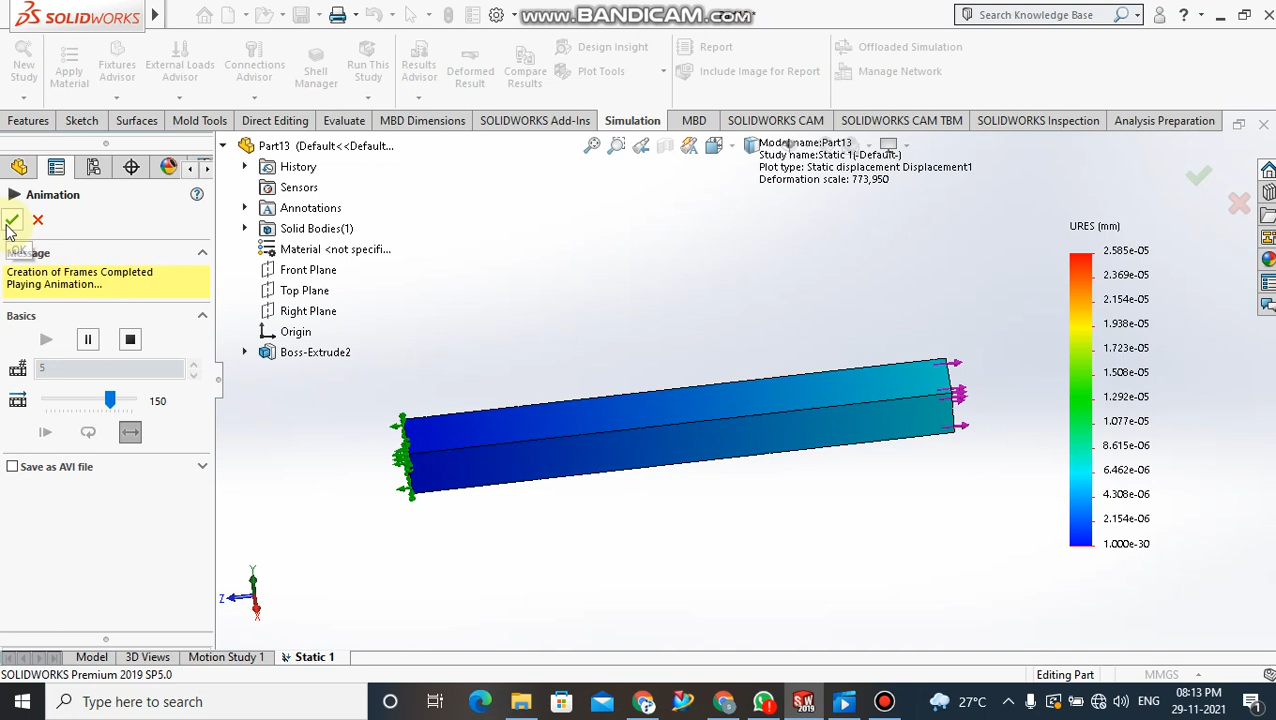 SOLIDWORKS
www.BANDICAM.com
Search Knowledge Base
?
New Study
Apply Material
Fixtures Advisor
External Loads Advisor
Connections Advisor
Shell Manager
Run This Study
Results Advisor
Deformed Result
Compare Results
Design Insight
Plot Tools
Report
Include Image for Report
Offloaded Simulation
Manage Network
Features
Sketch
Surfaces
Mold Tools
Direct Editing
Evaluate
MBD Dimensions
SOLIDWORKS Add-Ins
Simulation
MBD
SOLIDWORKS CAM
SOLIDWORKS CAM TBM
SOLIDWORKS Inspection
Analysis Preparation
Animation
?
OK
Message
Creation of Frames Completed
Playing Animation...
Basics
5
150
Save as AVI file
Part13 (Default<<Default...
History
Sensors
Annotations
Solid Bodies(1)
Material <not specifi...
Front Plane
Top Plane
Right Plane
Origin
Boss-Extrude2
Model name:Part13
Study name:Static 1(-Default-)
Plot type: Static displacement Displacement1
Deformation scale: 773,950
URES (mm)
2.585e-05
2.369e-05
2.154e-05
1.938e-05
1.723e-05
1.508e-05
1.292e-05
1.077e-05
8.615e-06
6.462e-06
4.308e-06
2.154e-06
1.000e-30
Y
Z
X
Model
3D Views
Motion Study 1
Static 1
SOLIDWORKS Premium 2019 SP5.0
Editing Part
MMGS
Type here to search
SW
2019
27°C
ENG
08:13 PM
29-11-2021
1